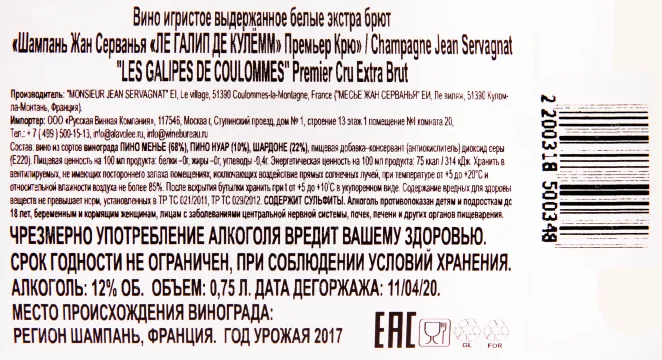 Вино игристое выдержанное белые экстра брют
«Шампань Жан Серванья «ЛЕ ГАЛИП ДЕ КУЛЁММ» Премьер Крю» / Champagne Jean Servagnat
"LES GALIPES DE COULOMMES" Premier Cru Extra Brut
Производитель: "MONSIEUR JEAN SERVAGNAT" EI, Le village, 51390 Coulommes-la-Montagne, France ("МЕСЬЕ ЖАН СЕРВАНЬЯ" ЕИ, Ле виляж, 51390 Кулом-
ла-Монтань, Франция).
Импортер: ООО «Русская Винная Компания», 117546, Москва г, Ступинский проезд, дом № 1, строение 13 этаж 1 помещение №I комната 20,
Тел.: + 7 (499) 500-15-13, info@alavolee.ru, info@winebureau.ru
Состав: вино из сортов винограда ПИНО МЕНЬЕ (68%), ПИНО НУАР (10%), ШАРДОНЕ (22%), пищевая добавка-консервант (антиокислитель) диоксид серы
(E220). Пищевая ценность на 100 мл продукта: белки –0г, жиры –0г, углеводы -0,4г. Энергетическая ценность на 100 мл продукта: 75 ккал / 314 кДж. Хранить в
вентилируемых, не имеющих постороннего запаха помещениях, исключающих воздействие прямых солнечных лучей, при температуре от +5 до +20°С и
относительной влажности воздуха не более 85%. После вскрытия бутылки хранить при t от +5 до +10°С в укупоренном виде. Содержание вредных для здоровья
веществ не превышает норм, установленных в ТР ТС 021/2011, ТР ТС 029/2012. СОДЕРЖИТ СУЛЬФИТЫ. Алкоголь противопоказан детям и подросткам до
18 лет, беременным и кормящим женщинам, лицам с заболеваниями центральной нервной системы, почек, печени и других органов пищеварения.
ЧРЕЗМЕРНО УПОТРЕБЛЕНИЕ АЛКОГОЛЯ ВРЕДИТ ВАШЕМУ ЗДОРОВЬЮ.
СРОК ГОДНОСТИ НЕ ОГРАНИЧЕН, ПРИ СОБЛЮДЕНИИ УСЛОВИЙ ХРАНЕНИЯ.
АЛКОГОЛЬ: 12% ОБ. ОБЪЕМ: 0,75 Л. ДАТА ДЕГОРЖАЖА: 11/04/20.
МЕСТО ПРОИСХОЖДЕНИЯ ВИНОГРАДА:
РЕГИОН ШАМПАНЬ, ФРАНЦИЯ. ГОД УРОЖАЯ 2017
EAC
GL FOR
2 200318 500348